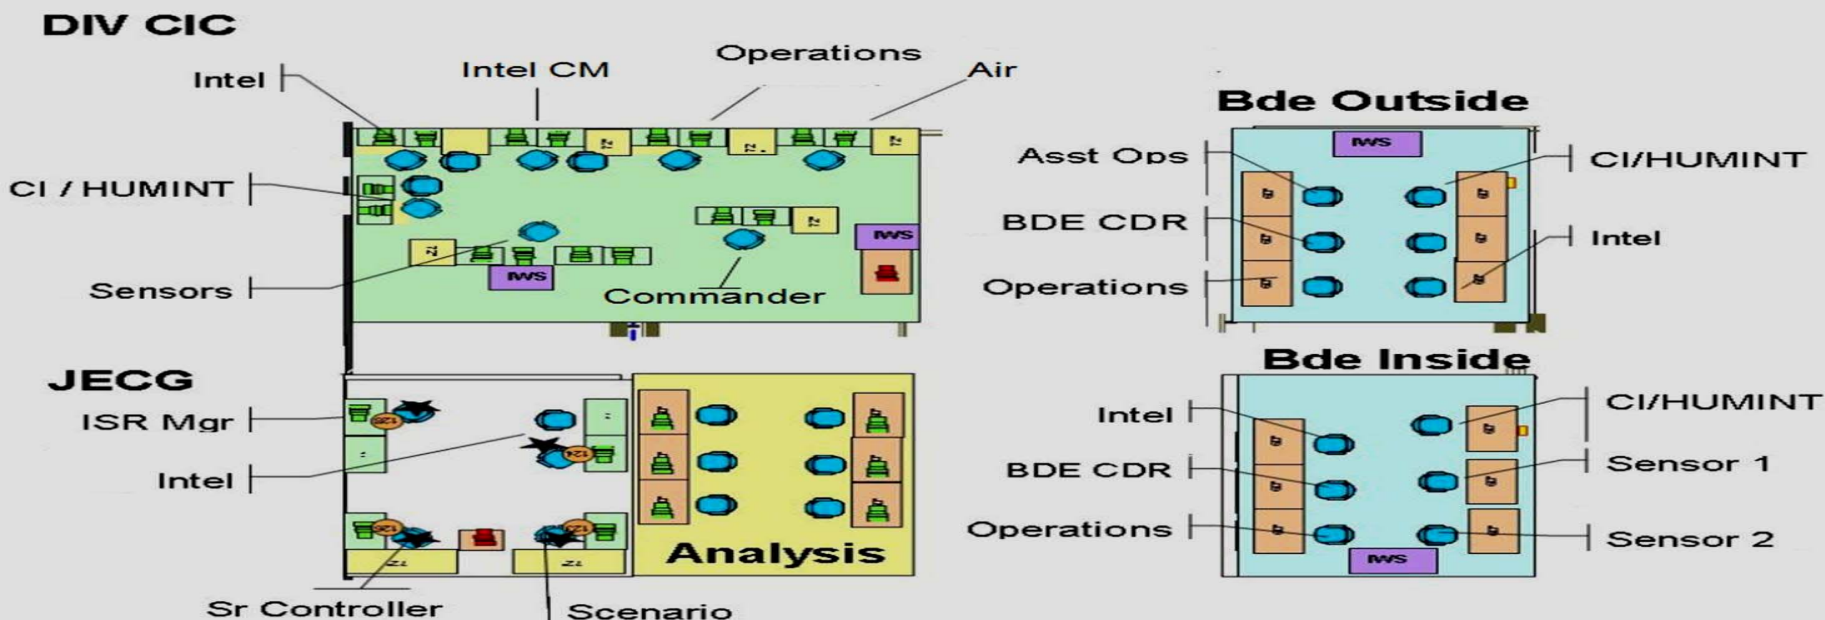 DIV CIC
Intel
Intel CM
Operations
Air
CI / HUMINT
Sensors
IWS
Commander
IWS
Bde Outside
IWS
Asst Ops
CI/HUMINT
BDE CDR
Intel
Operations
JECG
ISR Mgr
Intel
Sr Controller
Scenario
Analysis
Bde Inside
Intel
CI/HUMINT
BDE CDR
Sensor 1
Operations
Sensor 2
IWS